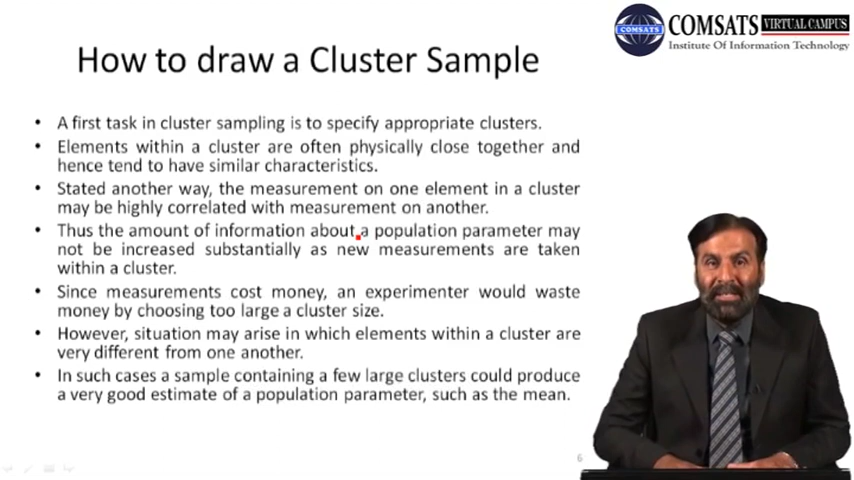 COMSATS
COMSATS VIRTUAL CAMPUS
Institute Of Information Technology
How to draw a Cluster Sample
• A first task in cluster sampling is to specify appropriate clusters.
• Elements within a cluster are often physically close together and
hence tend to have similar characteristics.
• Stated another way, the measurement on one element in a cluster
may be highly correlated with measurement on another.
• Thus the amount of information about a population parameter may
not be increased substantially as new measurements are taken
within a cluster.
• Since measurements cost money, an experimenter would waste
money by choosing too large a cluster size.
• However, situation may arise in which elements within a cluster are
very different from one another.
• In such cases a sample containing a few large clusters could produce
a very good estimate of a population parameter, such as the mean.
6